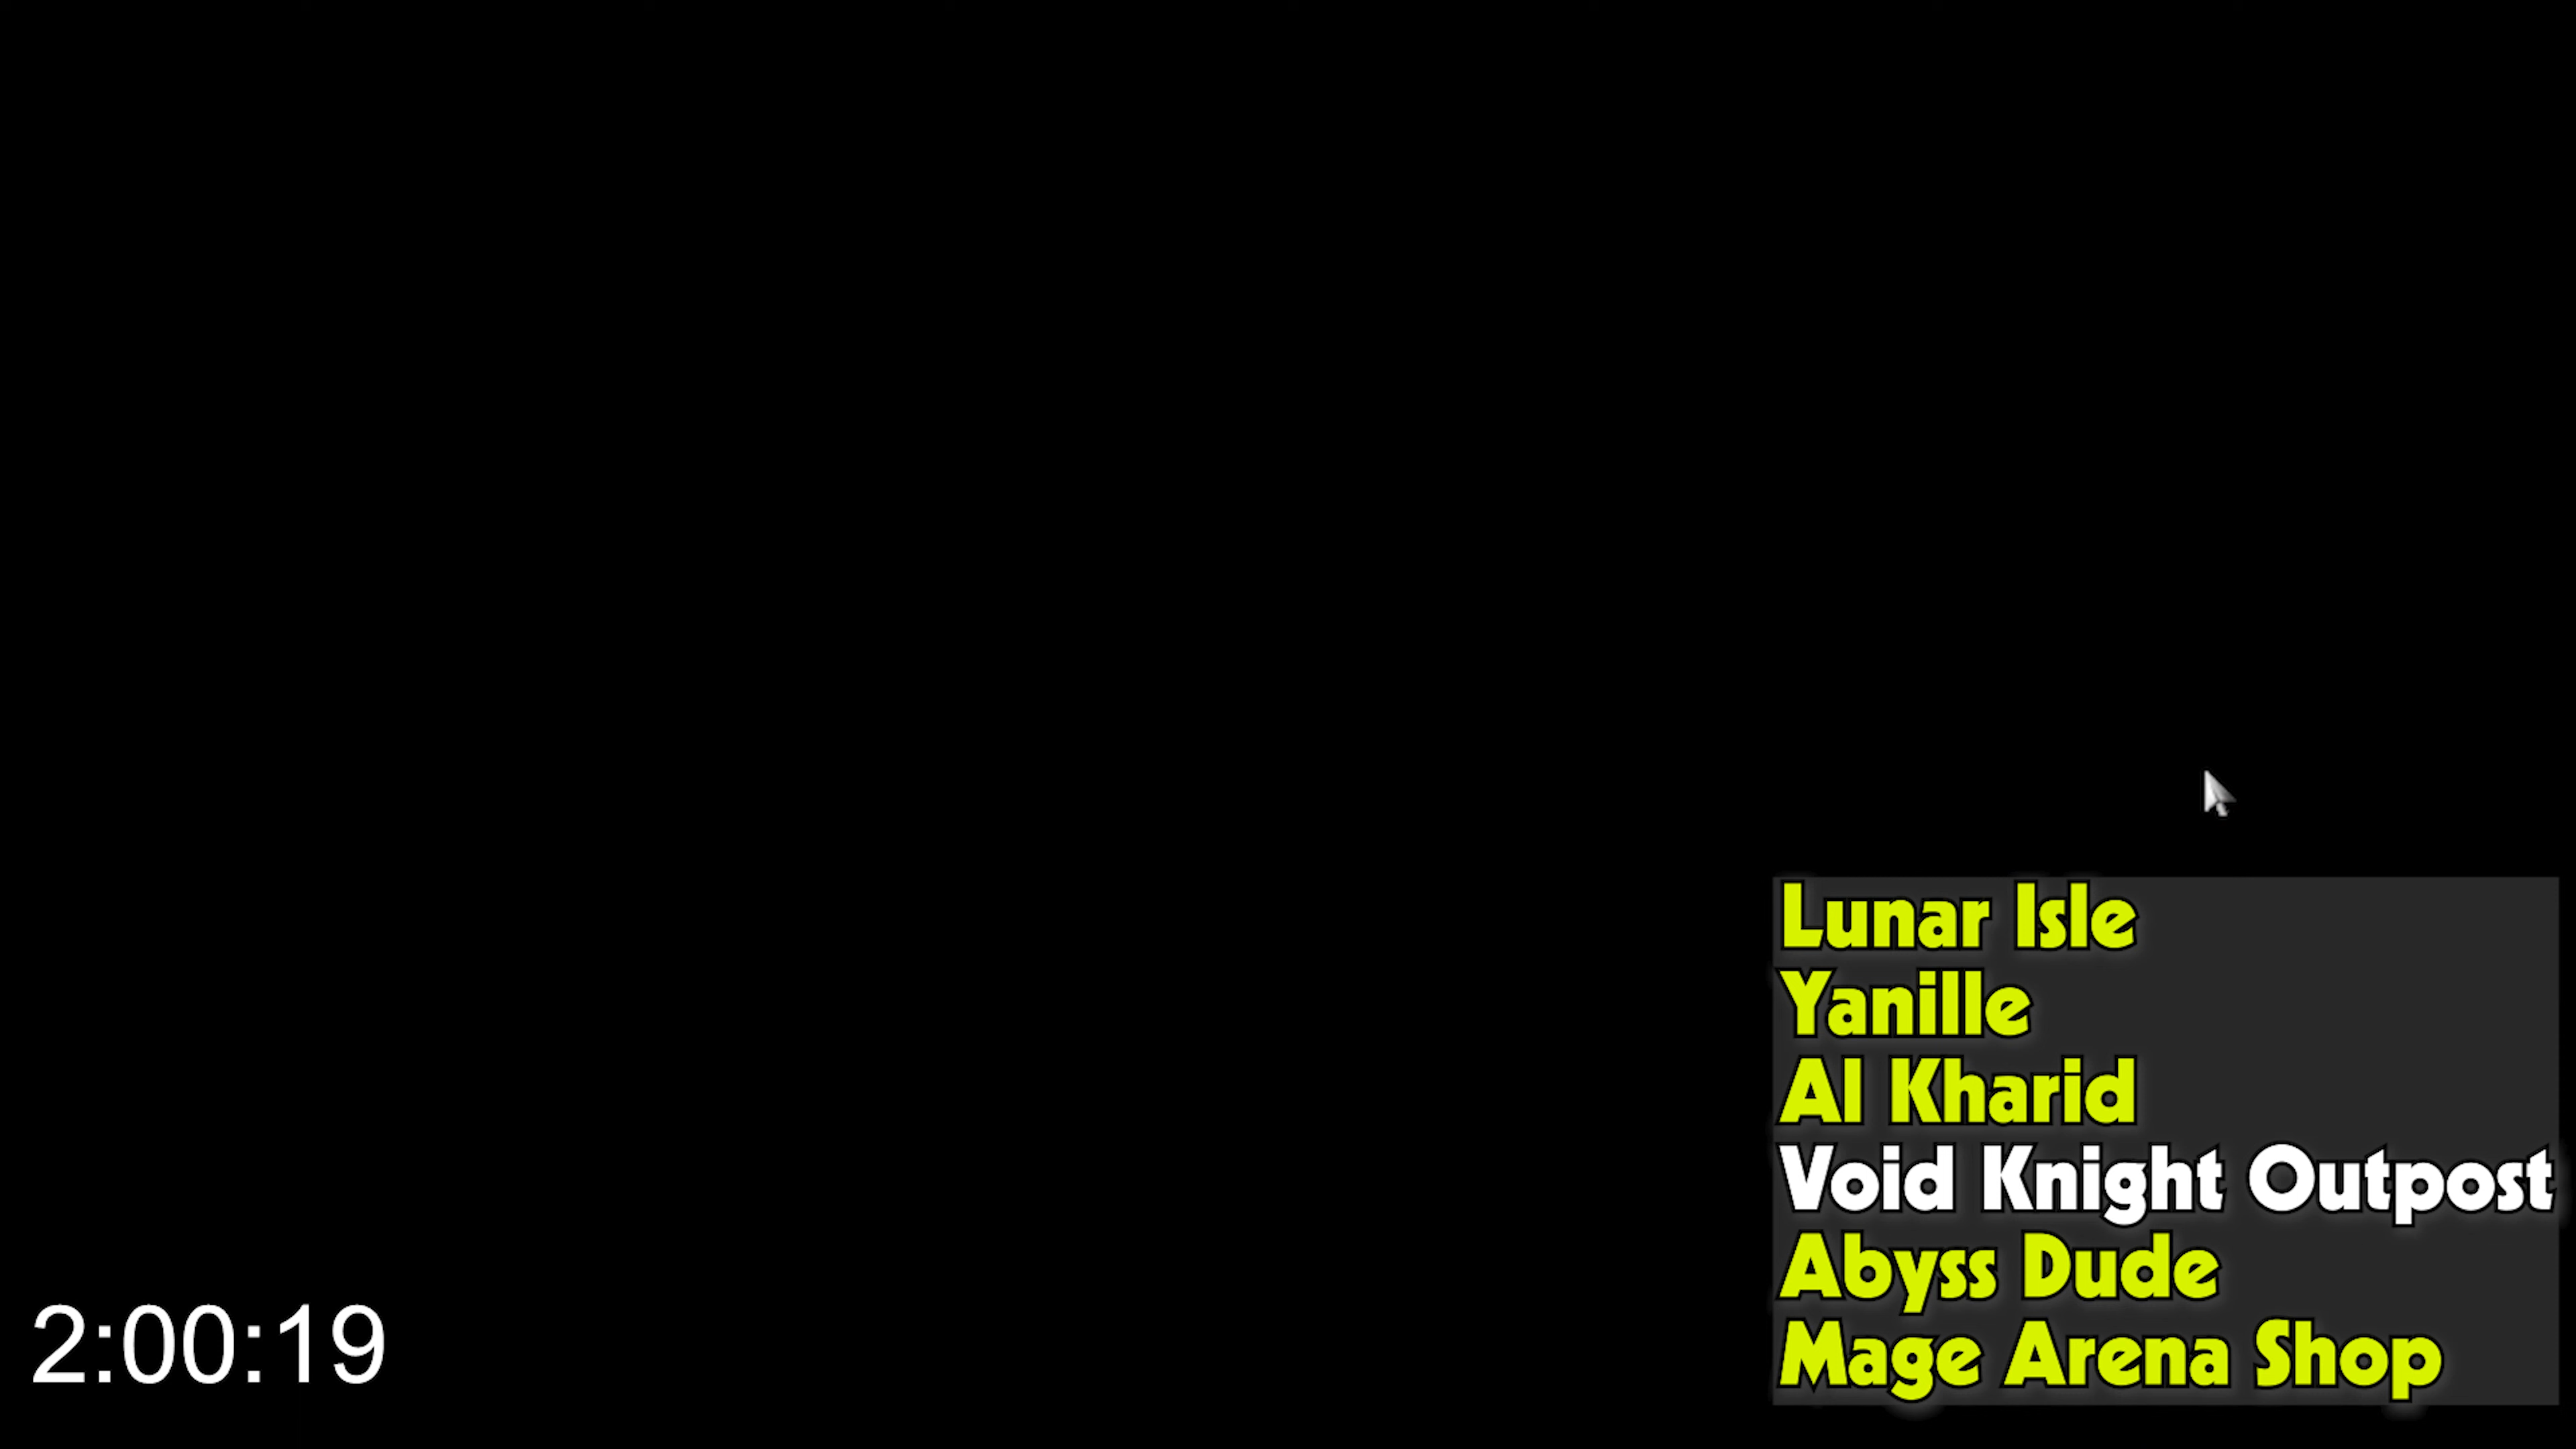 Lunar Isle
Yanille
Al Kharid
Void Knight Outpost
Abyss Dude
Mage Arena Shop
2:00:19